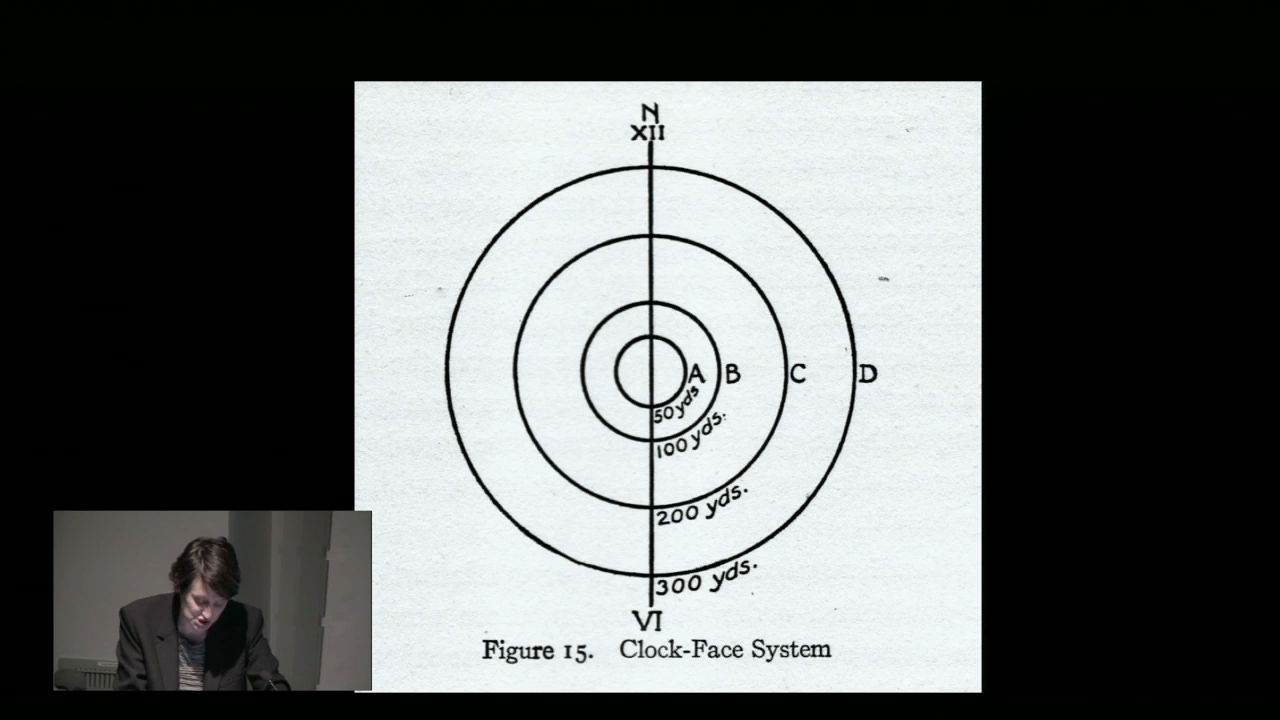 N
XII
A B C D
50 yds
100 yds.
200 yds.
300 yds.
VI
Figure 15. Clock-Face System